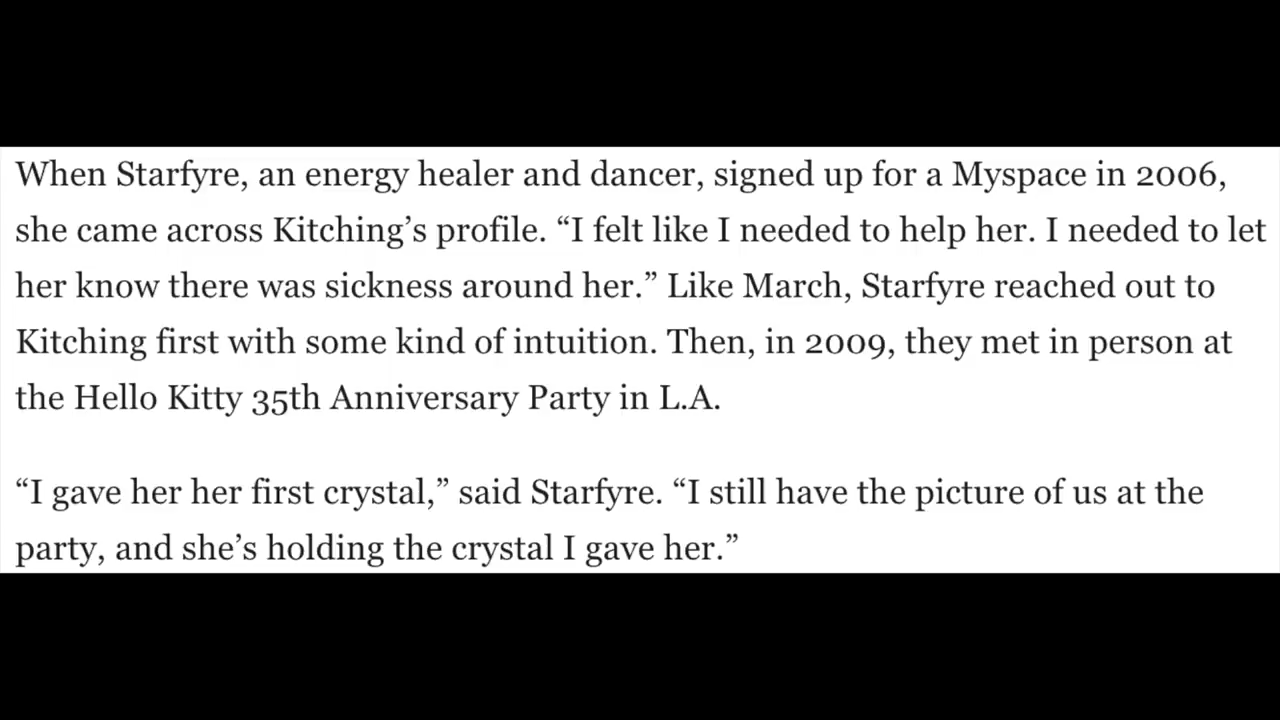 When Starfyre, an energy healer and dancer, signed up for a Myspace in 2006,
she came across Kitching’s profile. “I felt like I needed to help her. I needed to let
her know there was sickness around her.” Like March, Starfyre reached out to
Kitching first with some kind of intuition. Then, in 2009, they met in person at
the Hello Kitty 35th Anniversary Party in L.A.
“I gave her her first crystal,” said Starfyre. “I still have the picture of us at the
party, and she’s holding the crystal I gave her.”